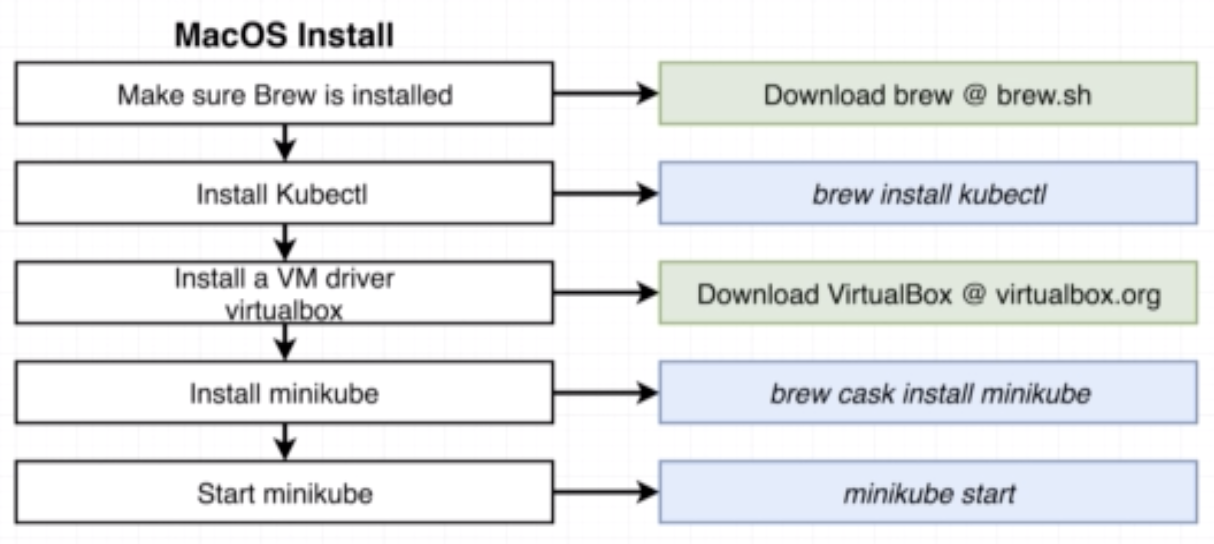 MacOS Install
Make sure Brew is installed
Download brew @ brew.sh
Install Kubectl
brew install kubectl
Install a VM driver
virtualbox
Download VirtualBox @ virtualbox.org
Install minikube
brew cask install minikube
Start minikube
minikube start